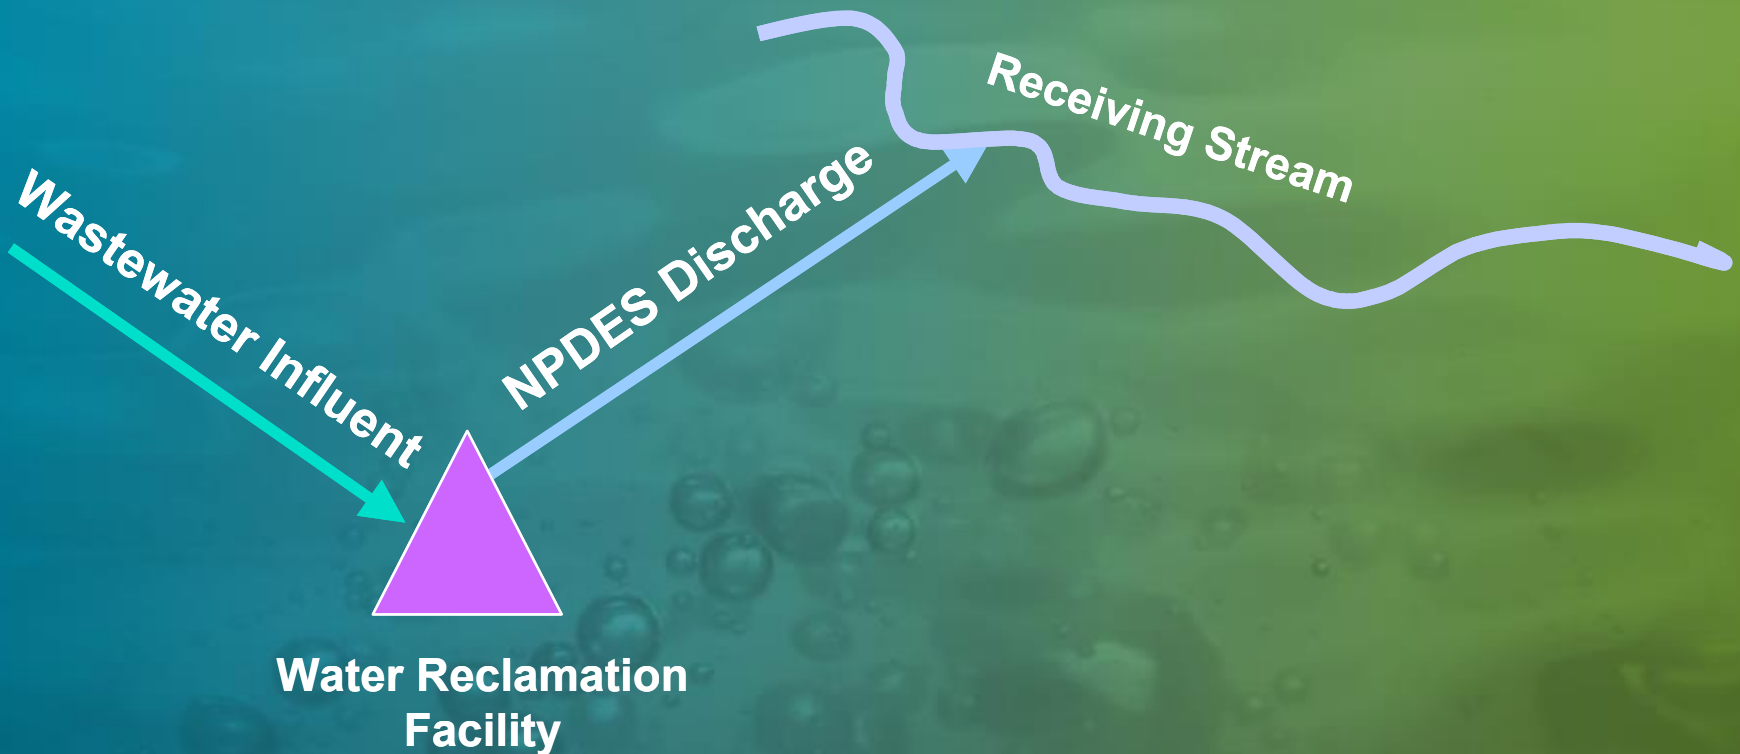 Receiving Stream
Wastewater Influent
NPDES Discharge
Water Reclamation
Facility